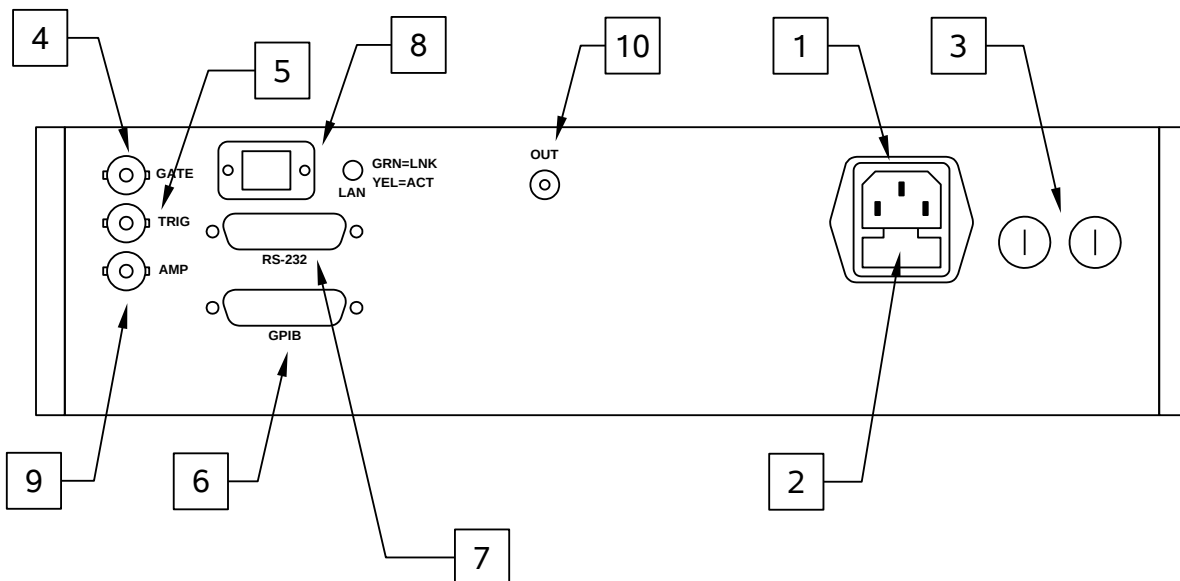 4
5
8
10
1
3
GATE
TRIG
AMP
LAN
GRN=LNK
YEL=ACT
RS-232
GPIB
OUT
9
6
7
2